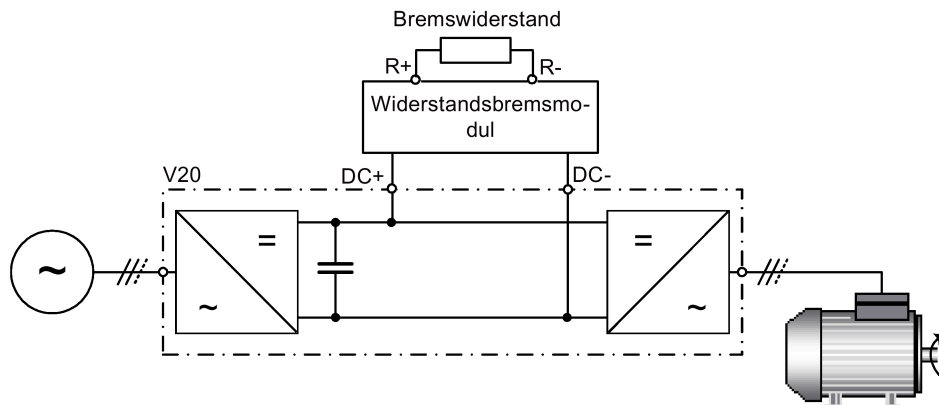 Bremswiderstand
R+
R-
Widerstandsbremsmo-
dul
V20
DC+
DC-
=
=
~
~
~